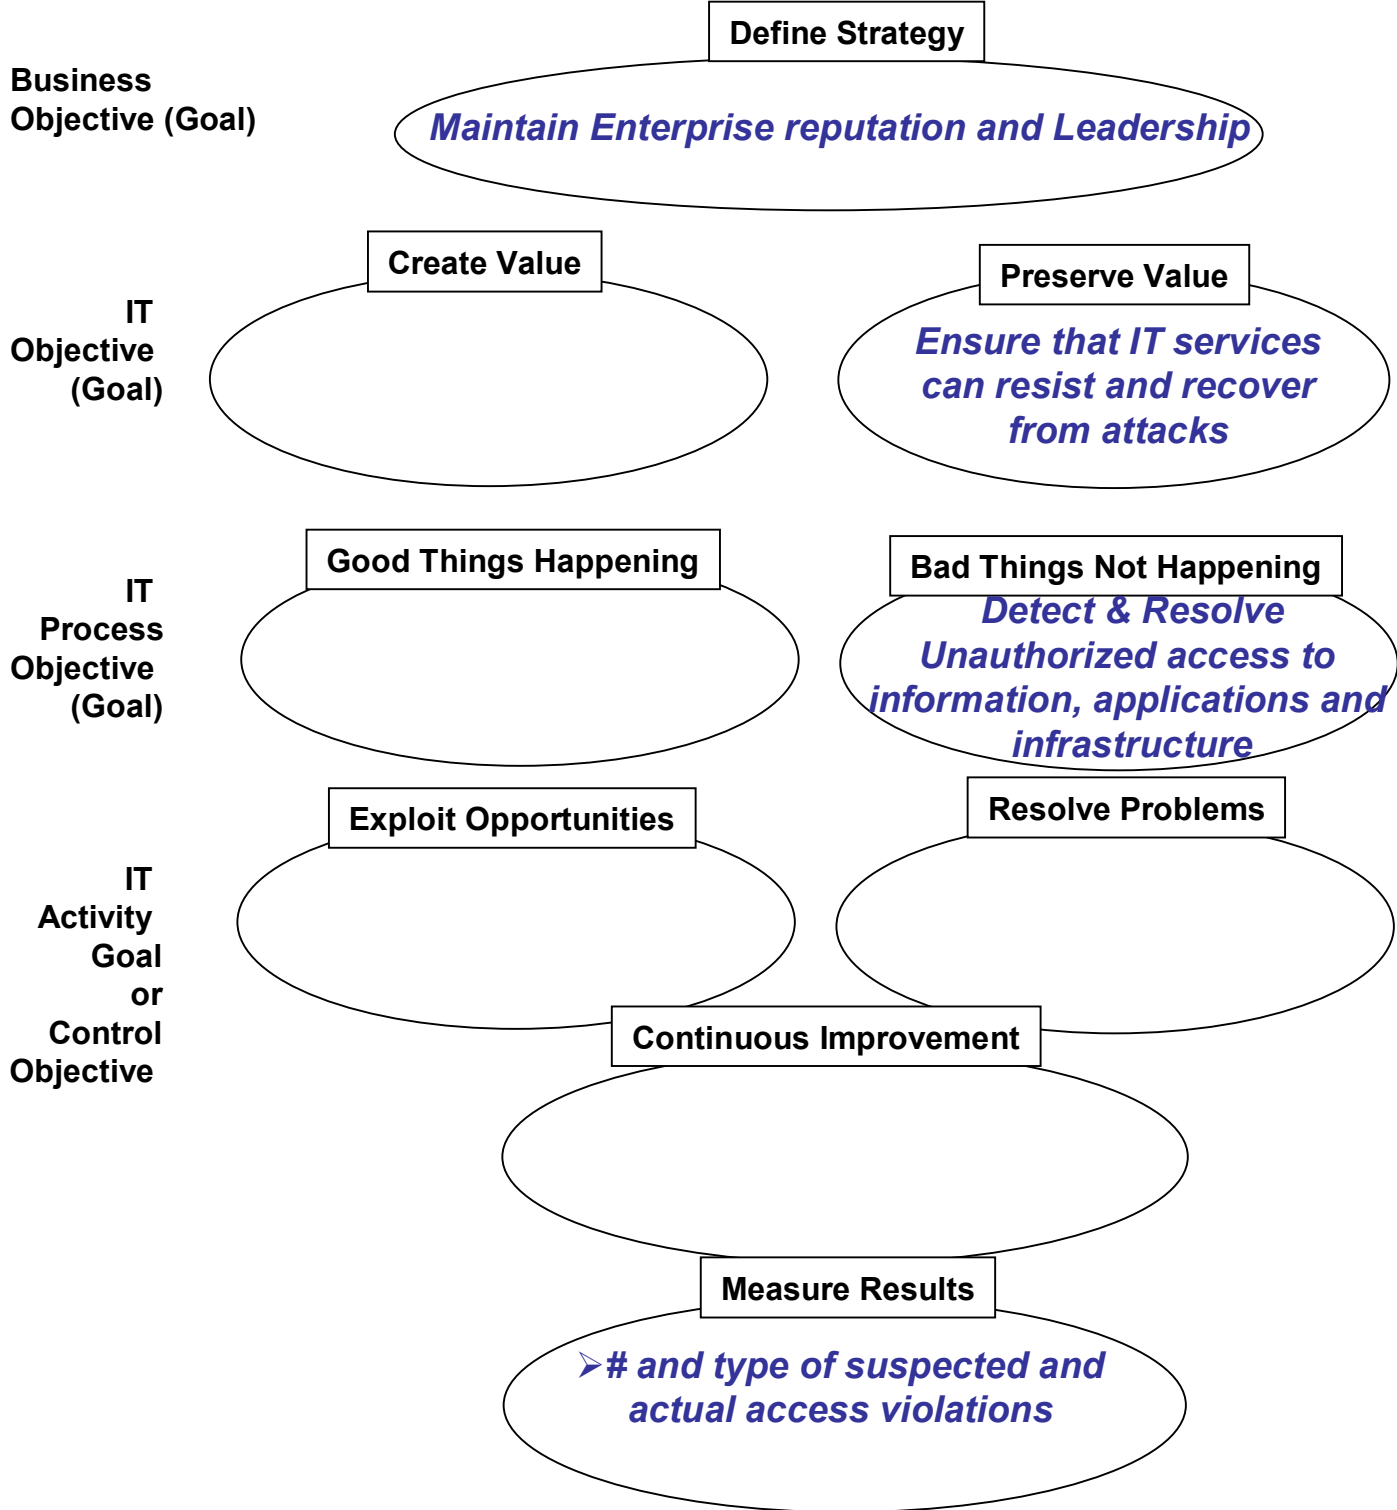 Define Strategy
Business
Objective (Goal)
Maintain Enterprise reputation and Leadership
Create Value
Preserve Value
IT
Objective
(Goal)
Ensure that IT services
can resist and recover
from attacks
Good Things Happening
Bad Things Not Happening
IT
Process
Objective
(Goal)
Detect & Resolve
Unauthorized access to
information, applications and
infrastructure
Exploit Opportunities
Resolve Problems
IT
Activity
Goal
or
Control
Objective
Continuous Improvement
Measure Results
➢# and type of suspected and
actual access violations